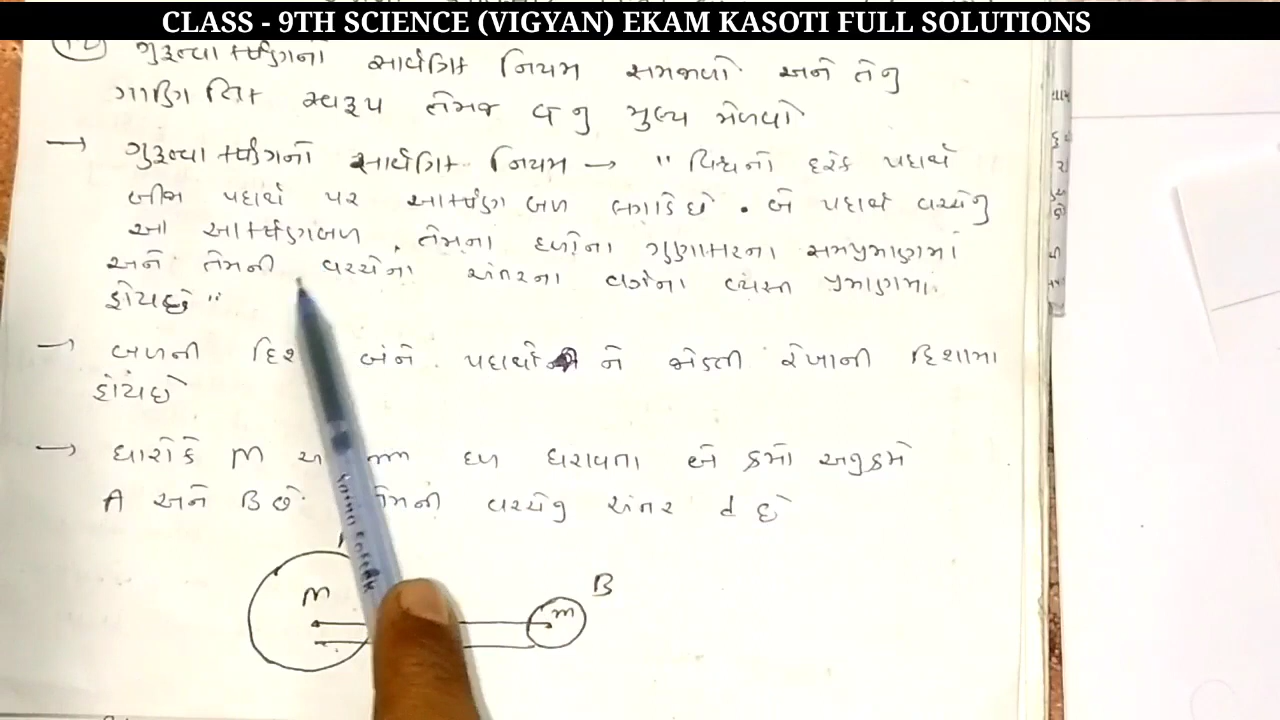 CLASS - 9TH SCIENCE (VIGYAN) EKAM KASOTI FULL SOLUTIONS
ગુરૂત્વાકર્ષણનો સાર્વત્રિક નિયમ સમજાવો અને તેનુ
ગાણિતિક સ્વરૂપ તેમજ નુ મુલ્ય મેળવો
→ ગુરૂત્વાકર્ષણનો સાર્વત્રિક નિયમ → " વિશ્વનો દરેક પદાર્થ
બીજા પદાર્થ પર આકર્ષણ બળ લગાડે છે . બે પદાર્થ વચ્ચેનુ
આ આકર્ષણબળ , તેમના દળોના ગુણાકારના સમપ્રમાણમાં
અને તેમની વચ્ચેના અંતરના વર્ગના વ્યસ્ત પ્રમાણમાં
હોય છે "
→ બળની બંને પદાર્થો ને જોડતી રેખાની દિશામા
હોય છે
→ ધારો કે M m દળ ધરાવતા બે અનુક્રમે
A અને B છે. તેમની વચ્ચેનુ અંતર d છે
B
M m